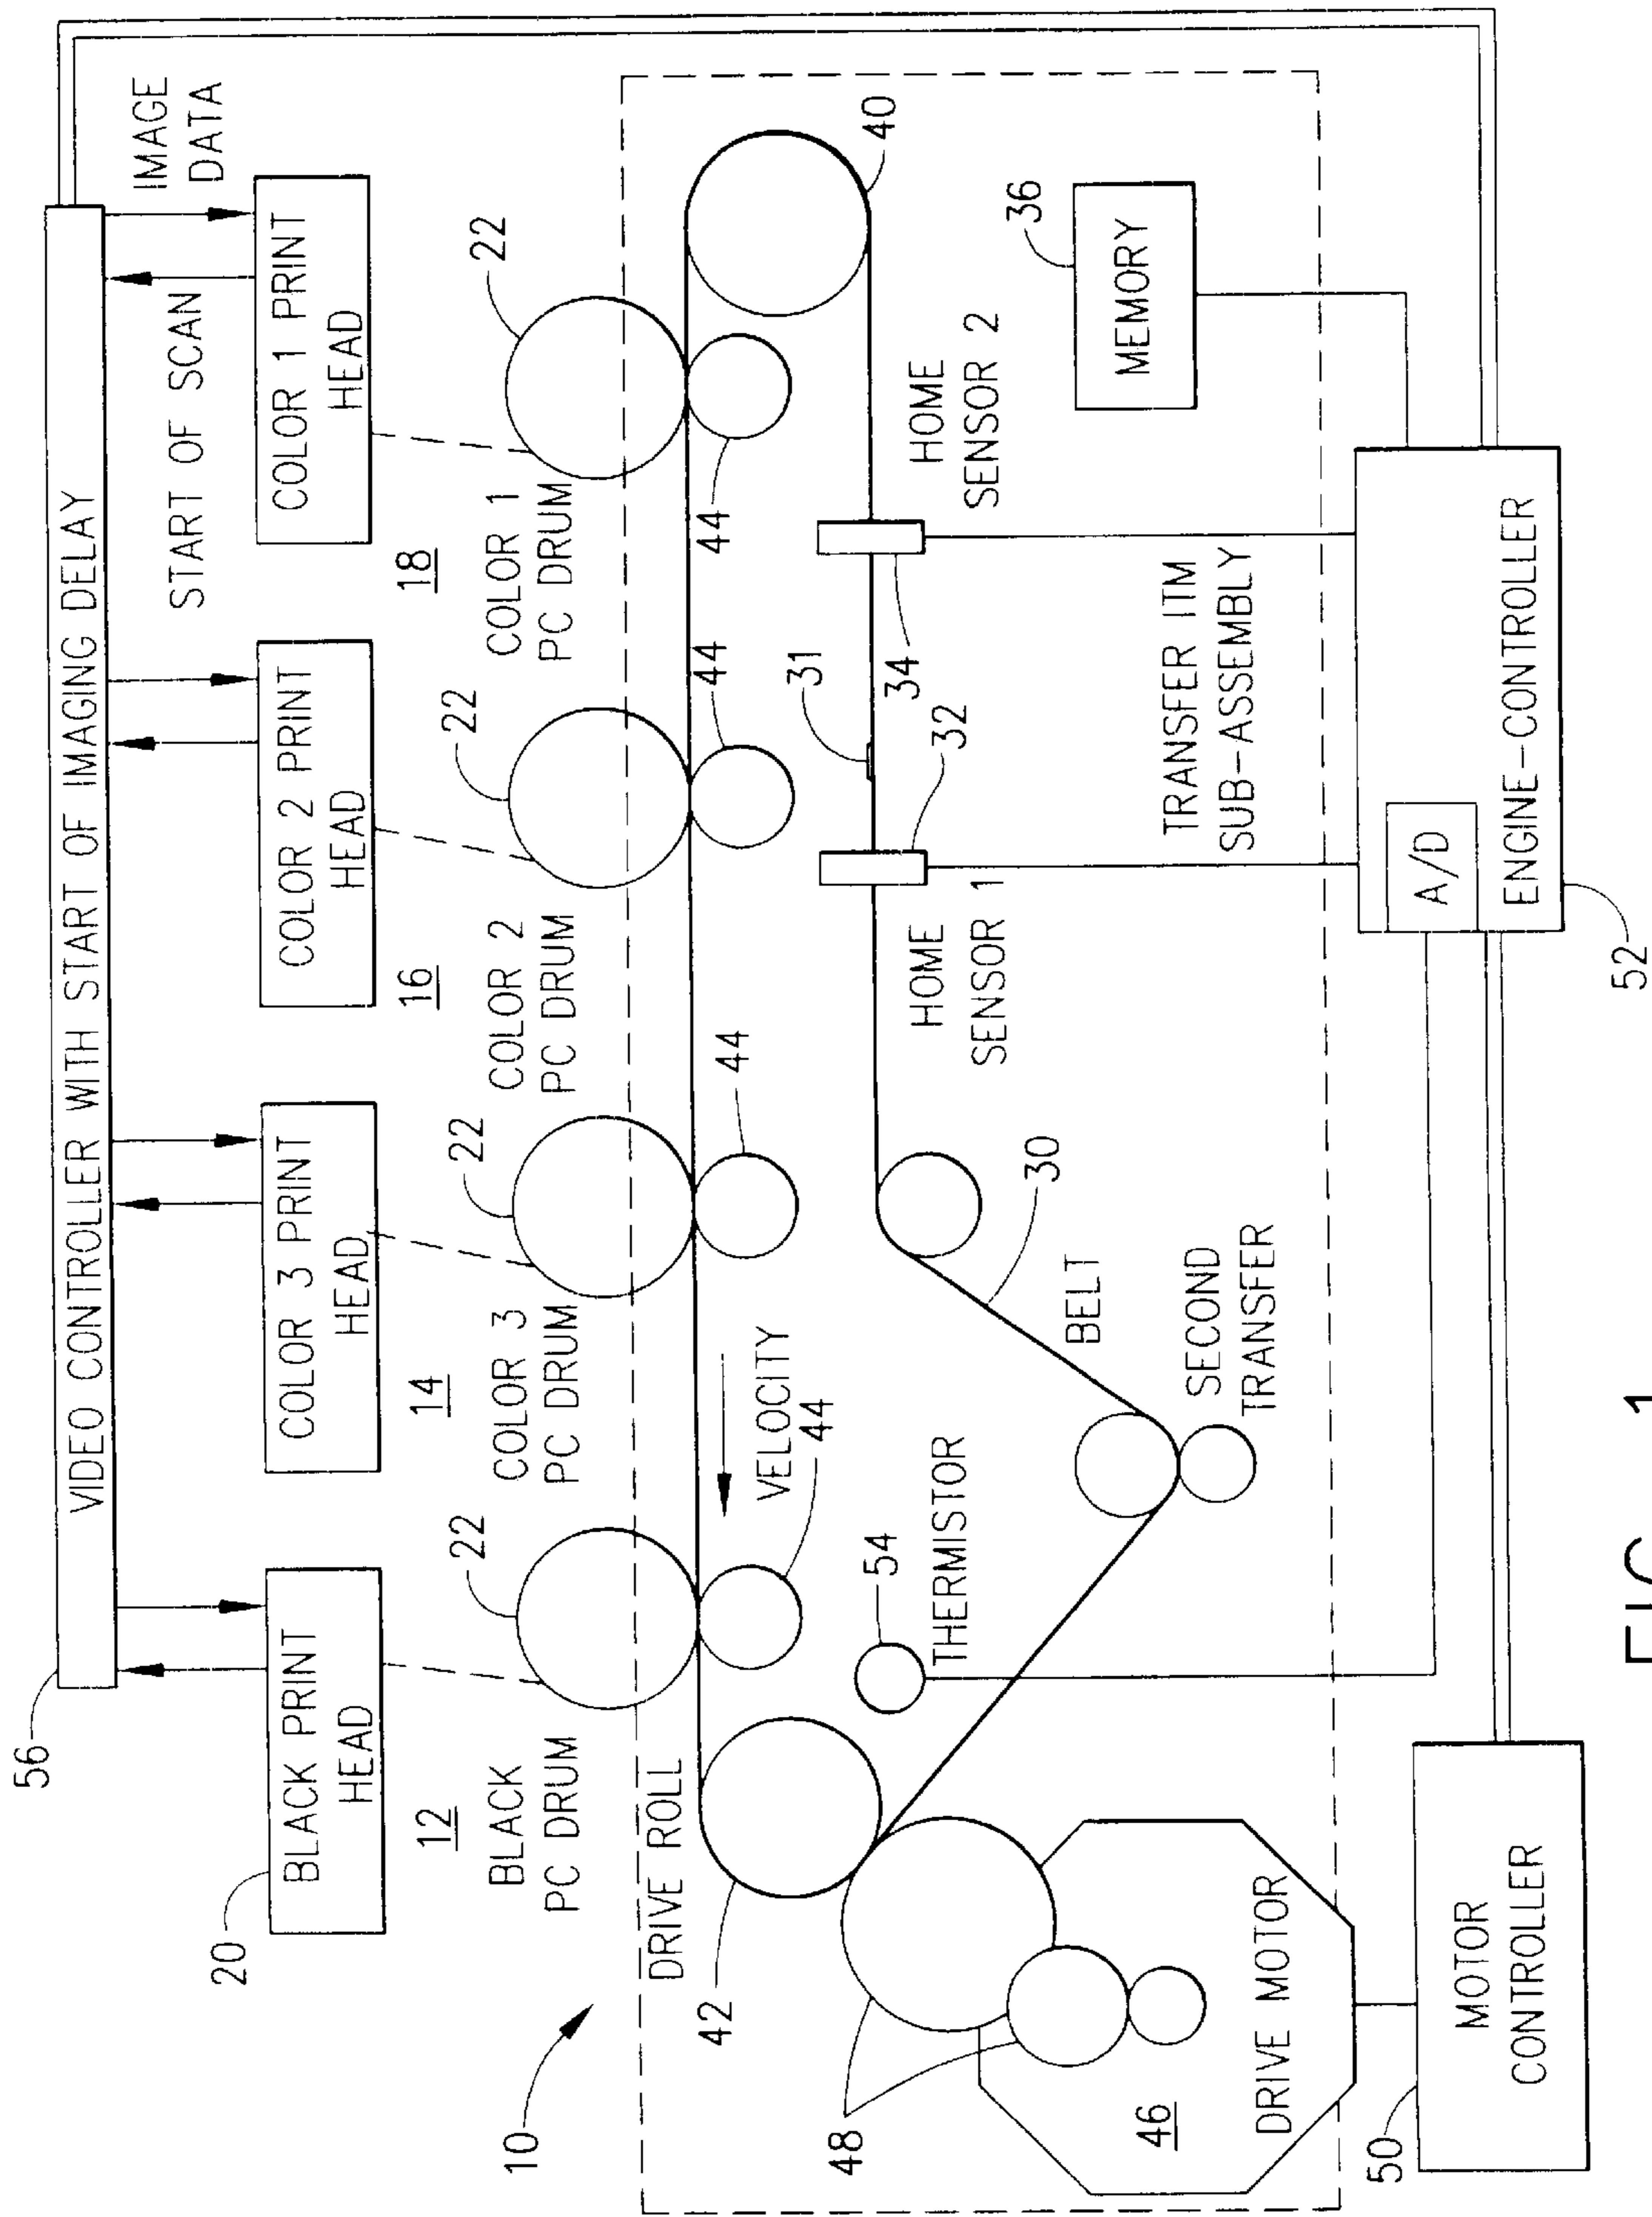 56
VIDEO CONTROLLER WITH START OF IMAGING DELAY
IMAGE
DATA
START OF SCAN
20
BLACK PRINT
HEAD
COLOR 3 PRINT
HEAD
COLOR 2 PRINT
HEAD
COLOR 1 PRINT
HEAD
12
14
16
18
BLACK
PC DRUM
22
COLOR 3
PC DRUM
22
COLOR 2
PC DRUM
22
COLOR 1
PC DRUM
22
10
DRIVE ROLL
42
VELOCITY
44
44
44
44
40
54
THERMISTOR
31
32
34
HOME
SENSOR 1
HOME
SENSOR 2
36
MEMORY
30
BELT
SECOND
TRANSFER
TRANSFER ITM
SUB-ASSEMBLY
48
46
DRIVE MOTOR
50
MOTOR
CONTROLLER
A/D
ENGINE-CONTROLLER
52